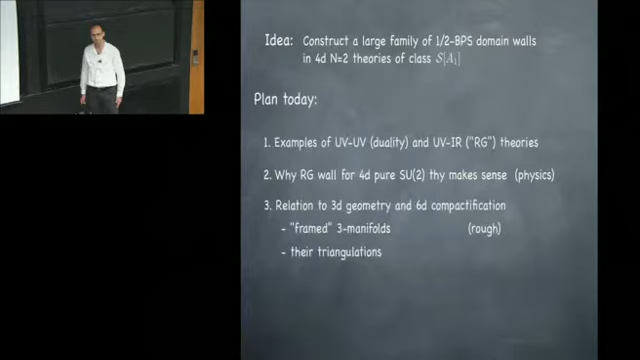 Idea: Construct a large family of 1/2-BPS domain walls
in 4d N=2 theories of class S[A₁]
Plan today:
1. Examples of UV-UV (duality) and UV-IR ("RG") theories
2. Why RG wall for 4d pure SU(2) thy makes sense (physics)
3. Relation to 3d geometry and 6d compactification
- "framed" 3-manifolds (rough)
- their triangulations